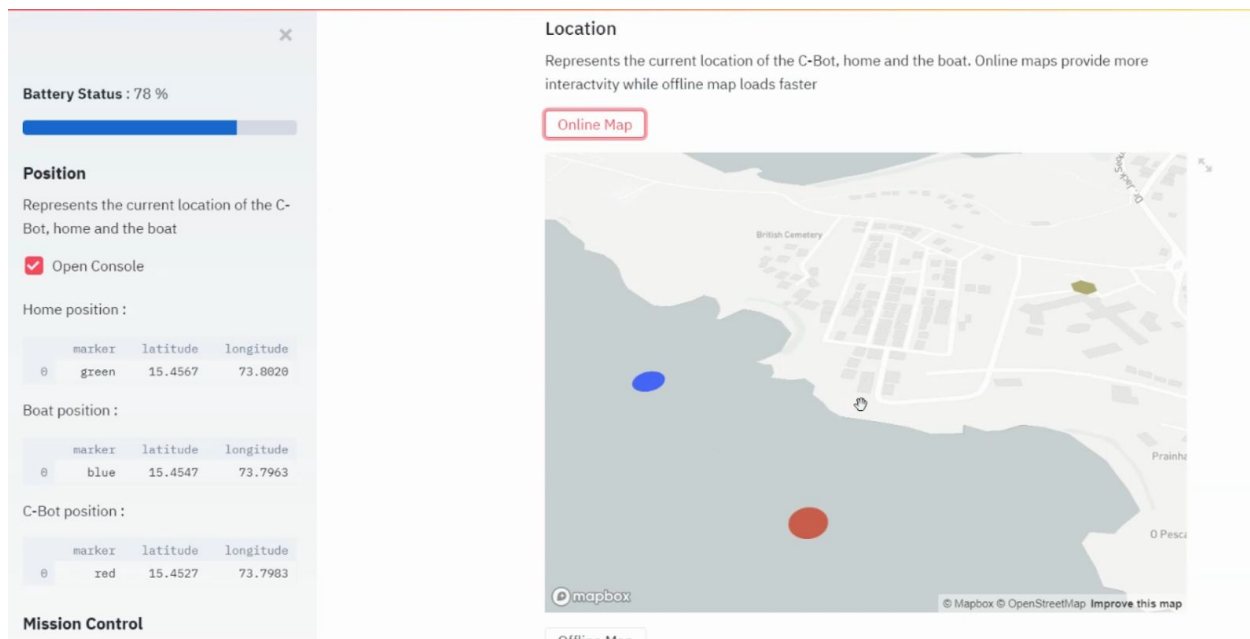 ×
Battery Status : 78 %
Position
Represents the current location of the C-
Bot, home and the boat
Open Console
Home position :
marker latitude longitude
0 green 15.4567 73.8020
Boat position :
marker latitude longitude
0 blue 15.4547 73.7963
C-Bot position :
marker latitude longitude
0 red 15.4527 73.7983
Mission Control
Location
Represents the current location of the C-Bot, home and the boat. Online maps provide more
interactvity while offline map loads faster
Online Map
Dr. Jack
British Cemetery
Prainha
O Pesca
mapbox
© Mapbox © OpenStreetMap Improve this map
Offline Map